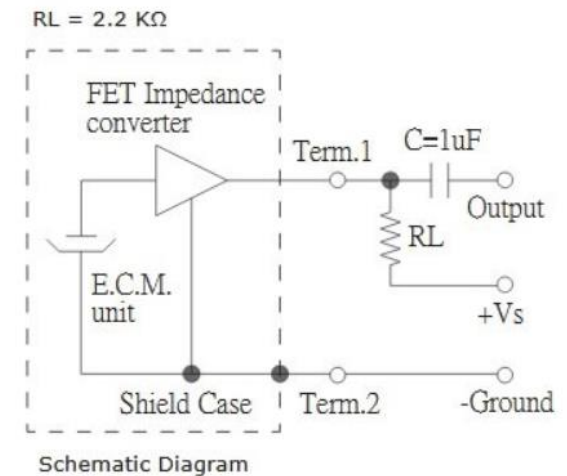 RL = 2.2 KΩ
FET Impedance
converter
Term.1
C=1uF
Output
RL
E.C.M.
unit
+Vs
Shield Case
Term.2
-Ground
Schematic Diagram